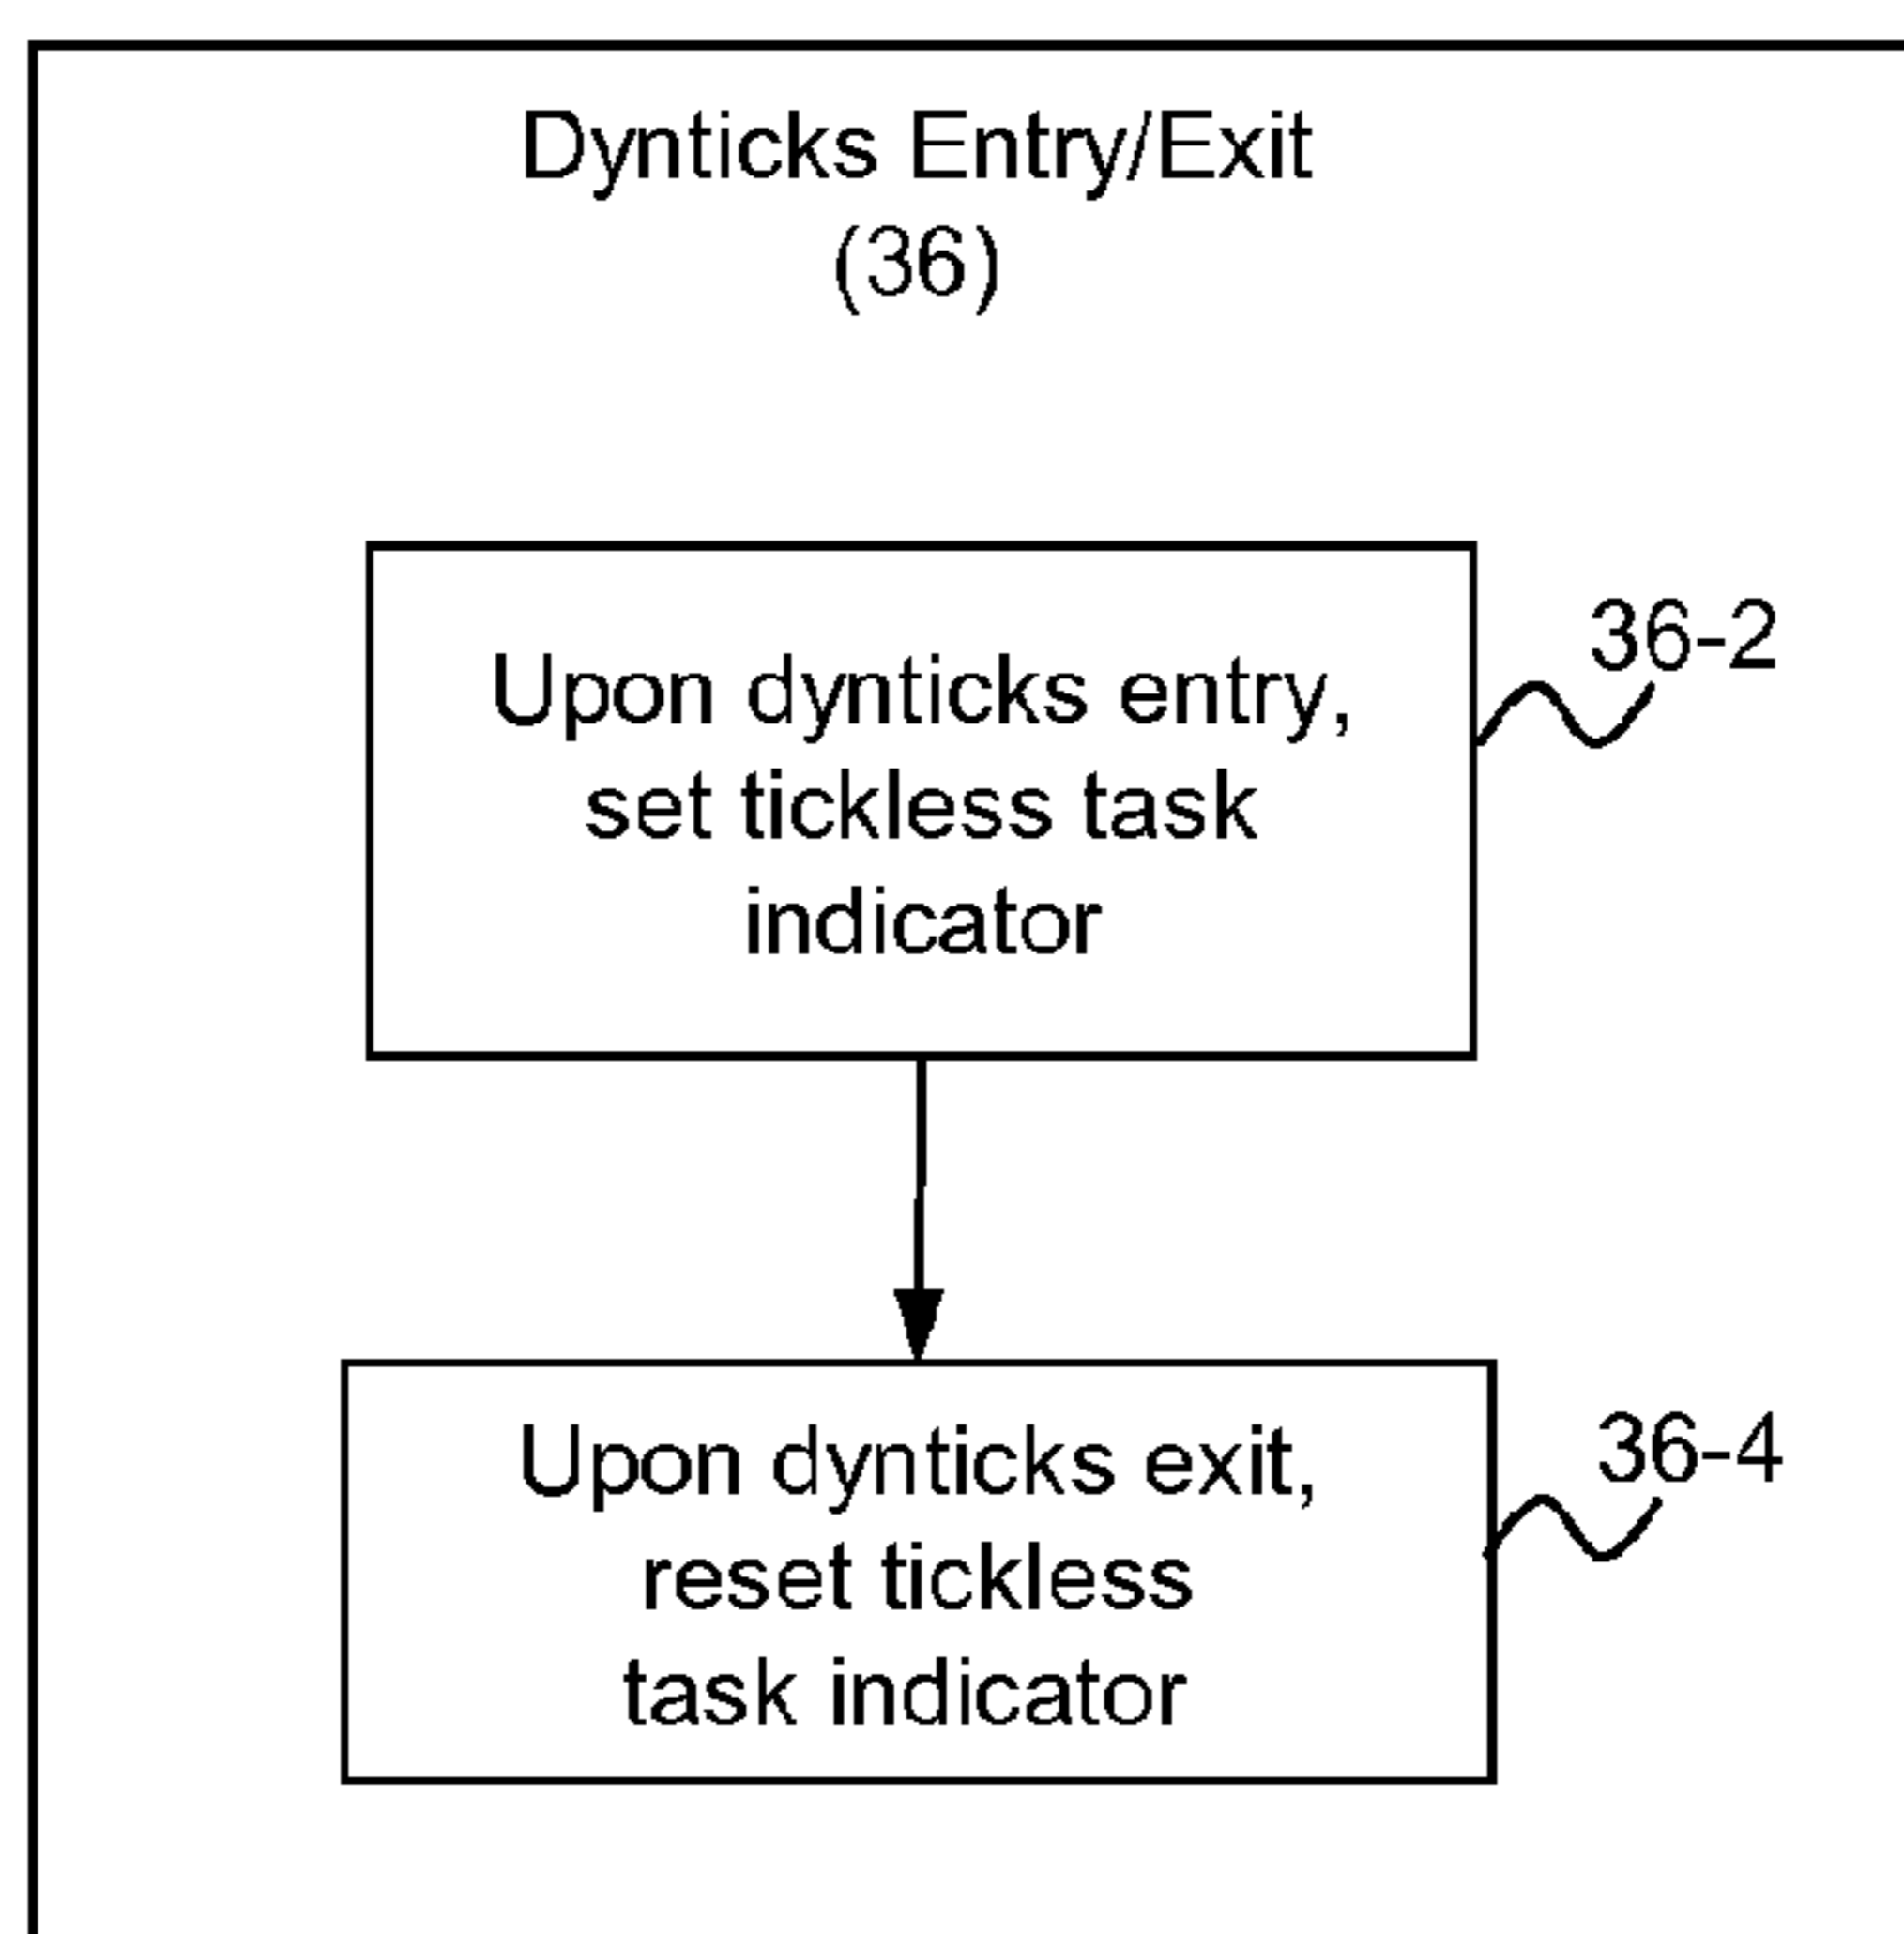 Dynticks Entry/Exit
(36)
Upon dynticks entry,
set tickless task
indicator
36-2
Upon dynticks exit,
reset tickless
task indicator
36-4